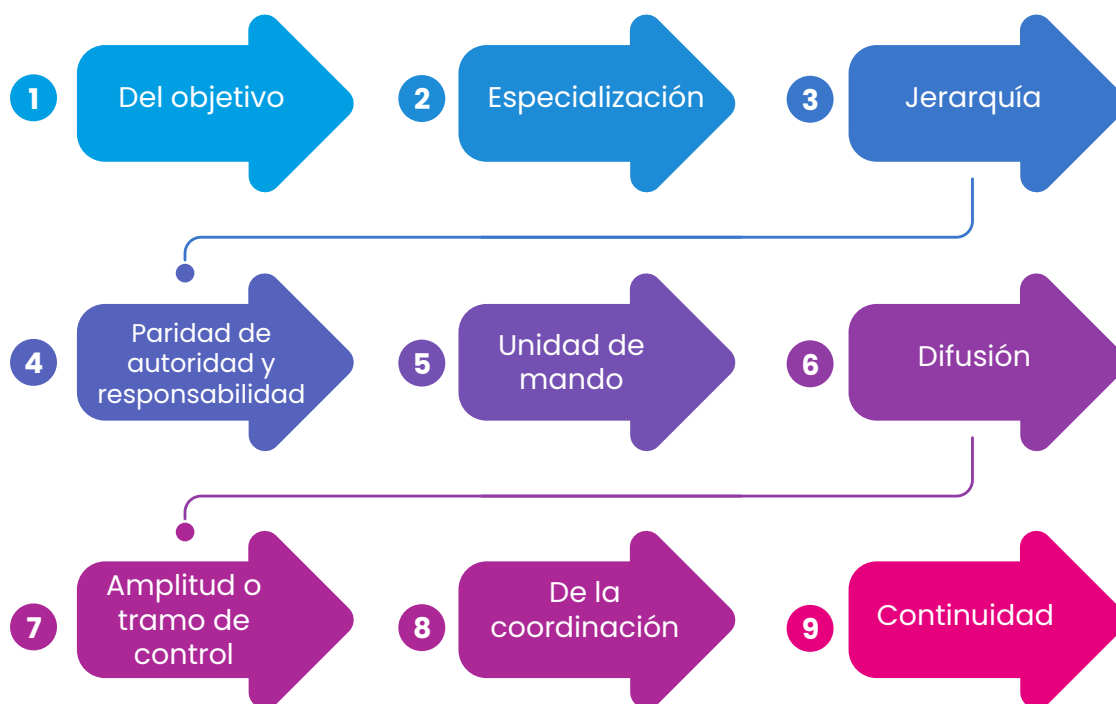 1
Del objetivo
2
Especialización
3
Jerarquía
4
Paridad de
autoridad y
responsabilidad
5
Unidad de
mando
6
Difusión
7
Amplitud o
tramo de
control
8
De la
coordinación
9
Continuidad